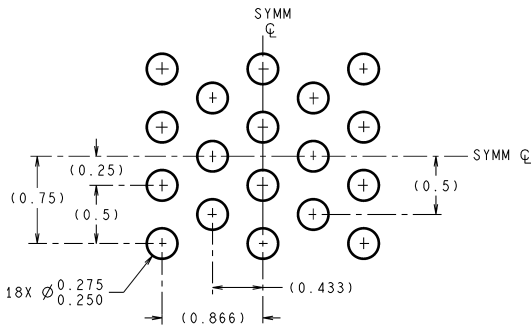 SYMM
℄
SYMM ℄
(0.25)
(0.75)
(0.5)
(0.5)
18X Ø 0.275
0.250
(0.433)
(0.866)